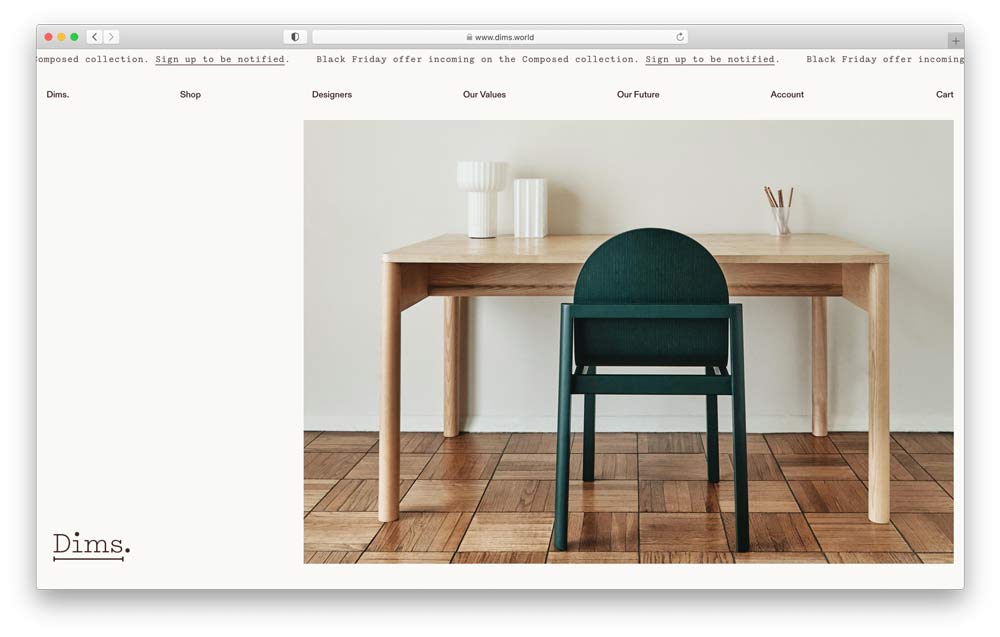 www.dims.world
Composed collection. Sign up to be notified. Black Friday offer incoming on the Composed collection. Sign up to be notified. Black Friday offer incoming
Dims. Shop Designers Our Values Our Future Account Cart
Dims.